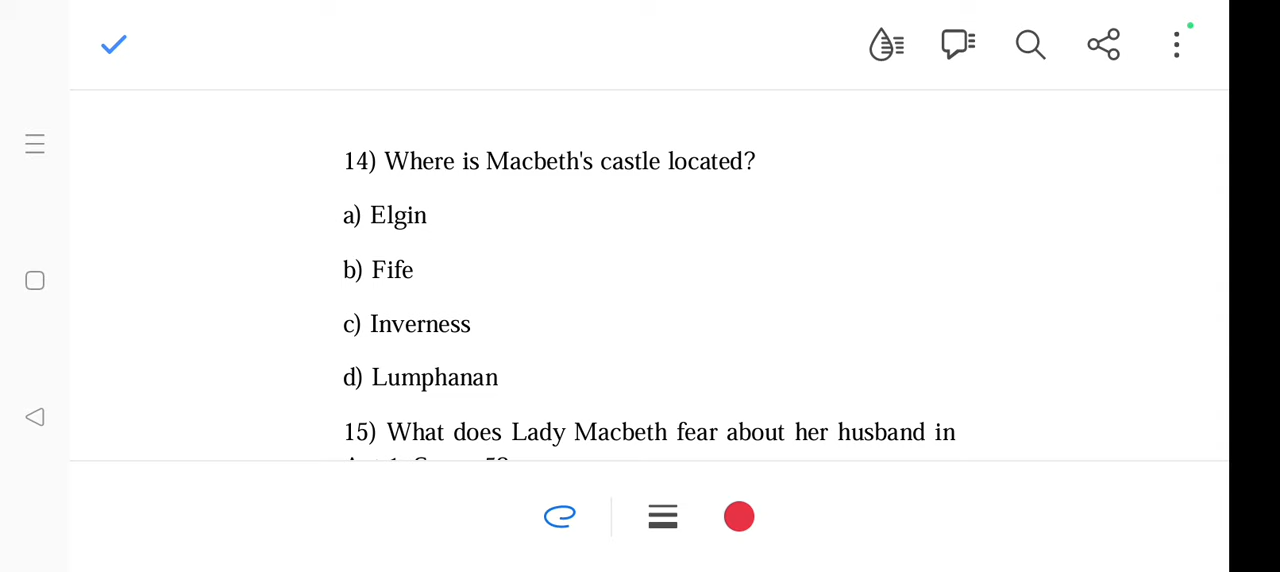 14) Where is Macbeth's castle located?
a) Elgin
b) Fife
c) Inverness
d) Lumphanan
15) What does Lady Macbeth fear about her husband in